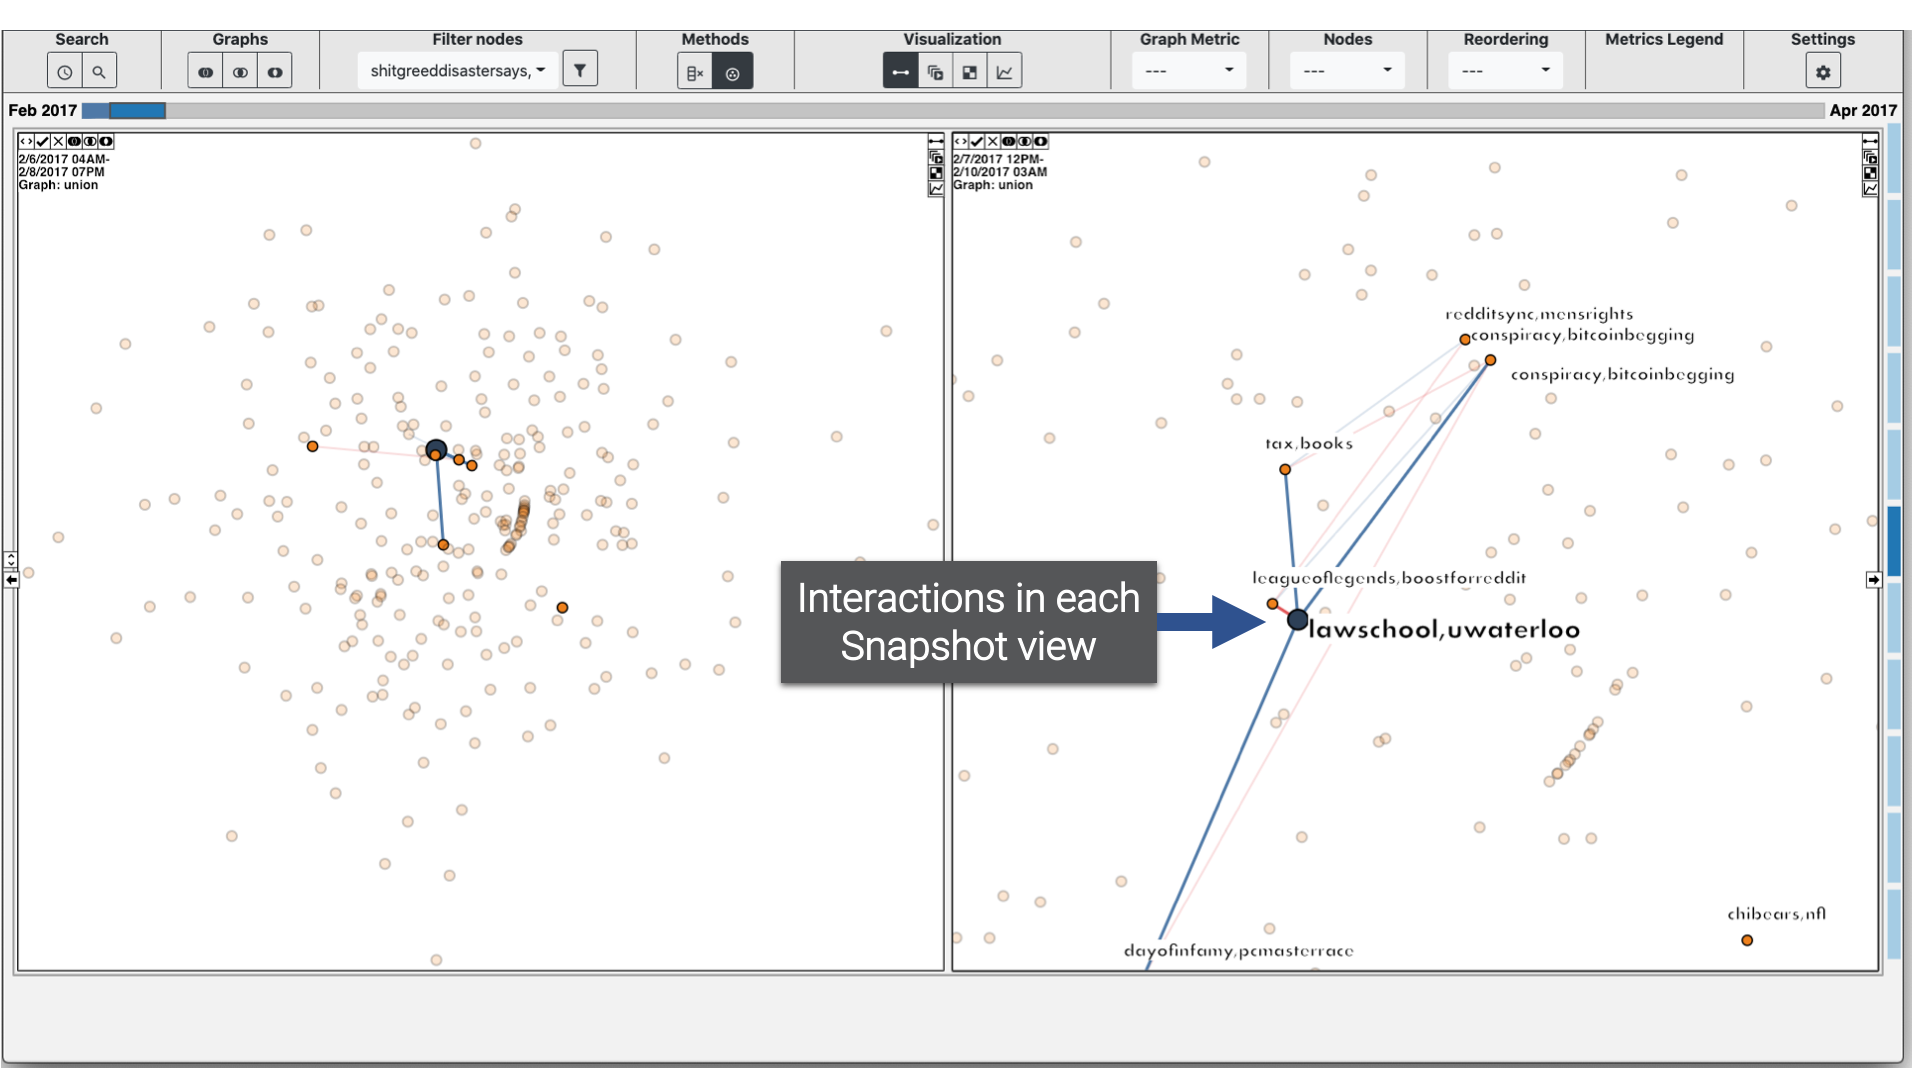 Search
Graphs
Filter nodes
Methods
Visualization
Graph Metric
Nodes
Reordering
Metrics Legend
Settings
shitgreeddisastersays,
---
---
---
Feb 2017
Apr 2017
2/6/2017 04AM-
2/8/2017 07PM
Graph: union
2/7/2017 12PM-
2/10/2017 03AM
Graph: union
redditsync,mensrights
conspiracy,bitcoinbegging
conspiracy,bitcoinbegging
tax,books
leagueoflegends,boostforreddit
lawschool,uwaterloo
Interactions in each
Snapshot view
chibears,nfl
dayofinfamy,pcmasterrace